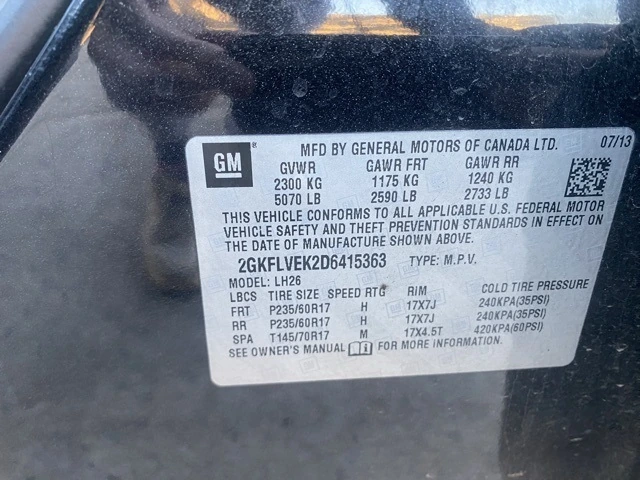 GM ® MFD BY GENERAL MOTORS OF CANADA LTD. 07/13
GVWR GAWR FRT GAWR RR
2300 KG 1175 KG 1240 KG
5070 LB 2590 LB 2733 LB
THIS VEHICLE CONFORMS TO ALL APPLICABLE U.S. FEDERAL MOTOR
VEHICLE SAFETY AND THEFT PREVENTION STANDARDS IN EFFECT ON
THE DATE OF MANUFACTURE SHOWN ABOVE.
2GKFLVEK2D6415363 TYPE: M.P.V.
MODEL: LH26
LBCS TIRE SIZE SPEED RTG RIM COLD TIRE PRESSURE
FRT P235/60R17 H 17X7J 240KPA(35PSI)
RR P235/60R17 H 17X7J 240KPA(35PSI)
SPA T145/70R17 M 17X4.5T 420KPA(60PSI)
SEE OWNER'S MANUAL i FOR MORE INFORMATION.